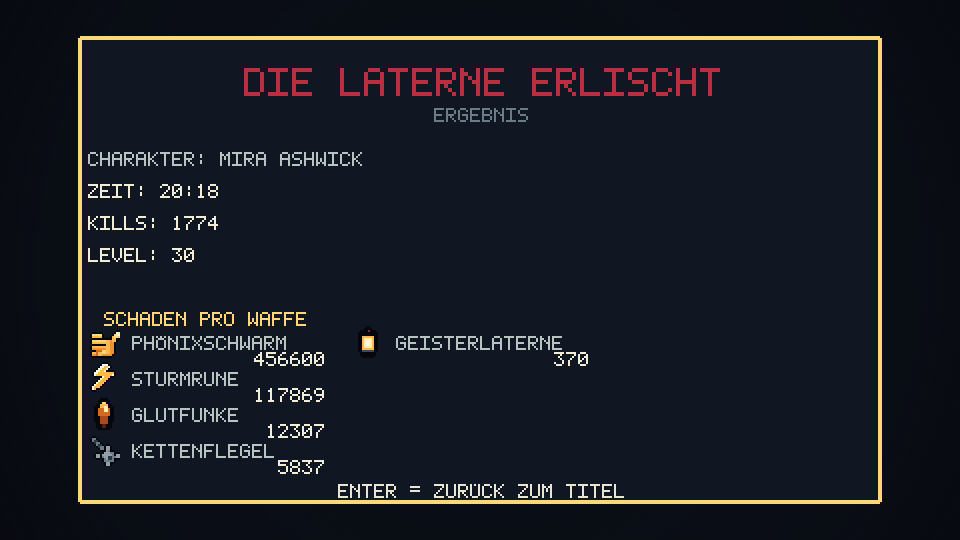 DIE LATERNE ERLISCHT
ERGEBNIS
CHARAKTER: MIRA ASHWICK
ZEIT: 20:18
KILLS: 1774
LEVEL: 30
SCHADEN PRO WAFFE
PHÖNIXSCHWARM
456600
GEISTERLATERNE
370
STURMRUNE
117869
GLUTFUNKE
12307
KETTENFLEGEL
5837
ENTER = ZURÜCK ZUM TITEL